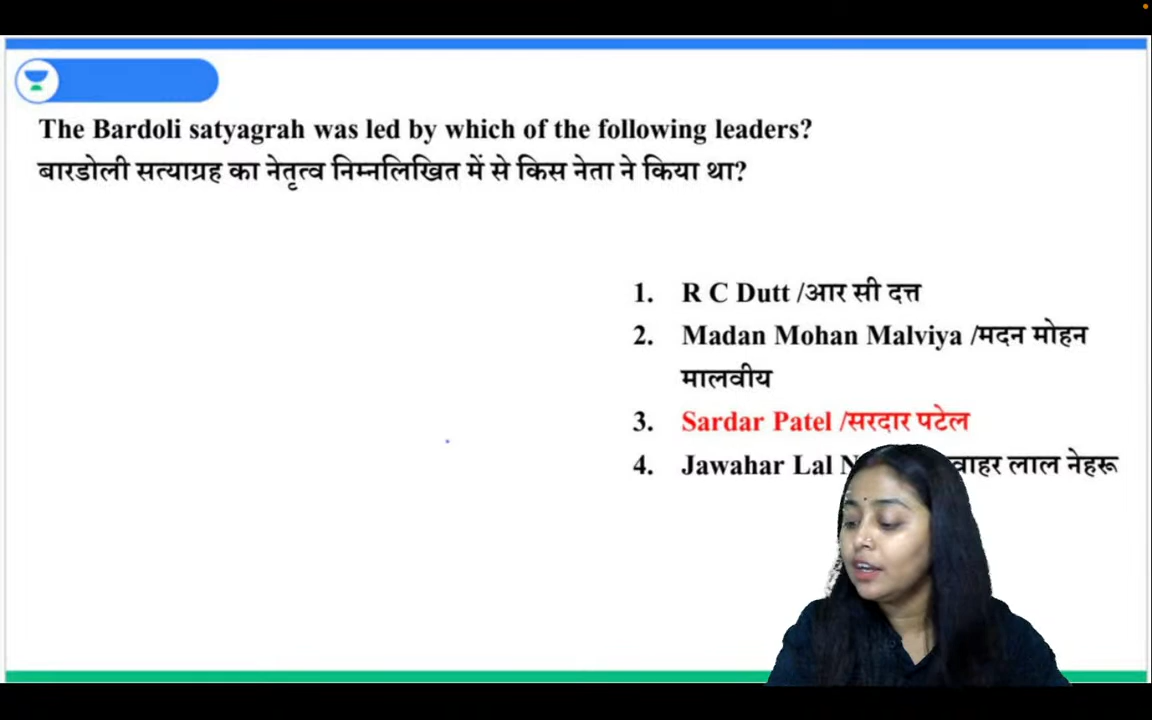 The Bardoli satyagrah was led by which of the following leaders?
बारडोली सत्याग्रह का नेतृत्व निम्नलिखित में से किस नेता ने किया था?
1. R C Dutt /आर सी दत्त
2. Madan Mohan Malviya /मदन मोहन
मालवीय
3. Sardar Patel /सरदार पटेल
4. Jawahar Lal लाल नेहरू